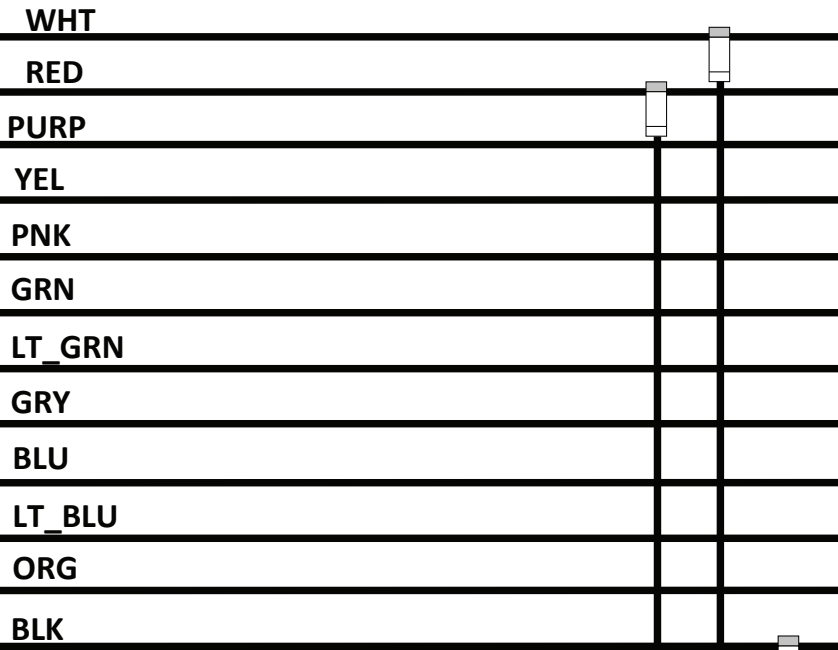 WHT
RED
PURP
YEL
PNK
GRN
LT_GRN
GRY
BLU
LT_BLU
ORG
BLK